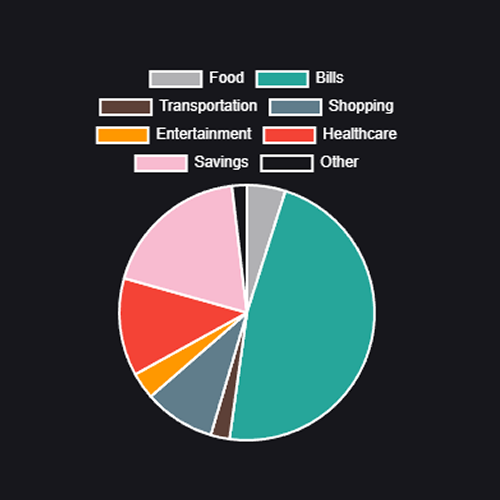 Food Bills
Transportation Shopping
Entertainment Healthcare
Savings Other